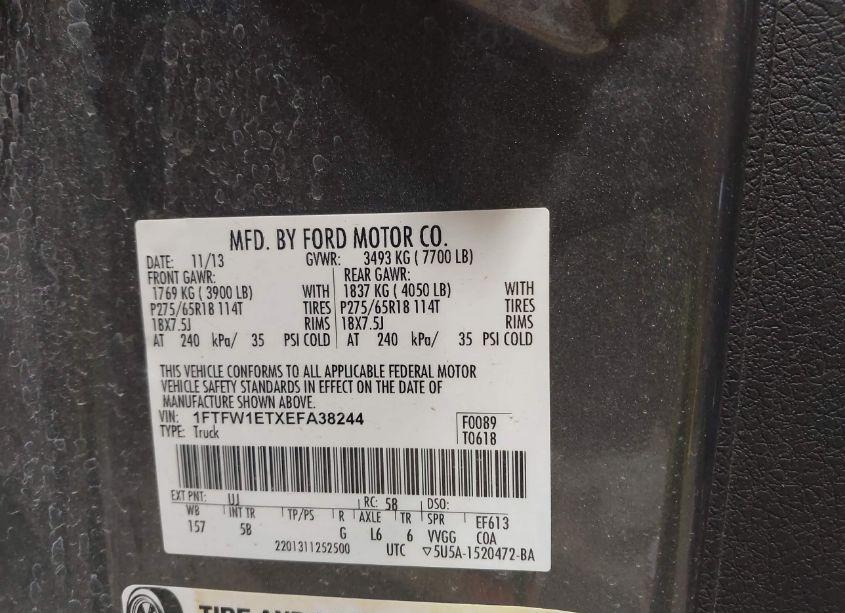 MFD. BY FORD MOTOR CO.
DATE: 11/13 GVWR: 3493 KG ( 7700 LB)
FRONT GAWR: REAR GAWR:
1769 KG ( 3900 LB) WITH 1837 KG ( 4050 LB) WITH
P275/65R18 114T TIRES P275/65R18 114T TIRES
18X7.5J RIMS 18X7.5J RIMS
AT 240 kPa/ 35 PSI COLD AT 240 kPa/ 35 PSI COLD
THIS VEHICLE CONFORMS TO ALL APPLICABLE FEDERAL MOTOR
VEHICLE SAFETY STANDARDS IN EFFECT ON THE DATE OF
MANUFACTURE SHOWN ABOVE.
VIN: 1FTFW1ETXEFA38244 F0089
TYPE: Truck T0618
EXT PNT: UJ RC: 58 DSO:
WB INT TR TP/PS R AXLE TR SPR EF613
157 5B G L6 6 VVGG COA
2201311252500 UTC ▽5U5A-1520472-BA
TIRE AND